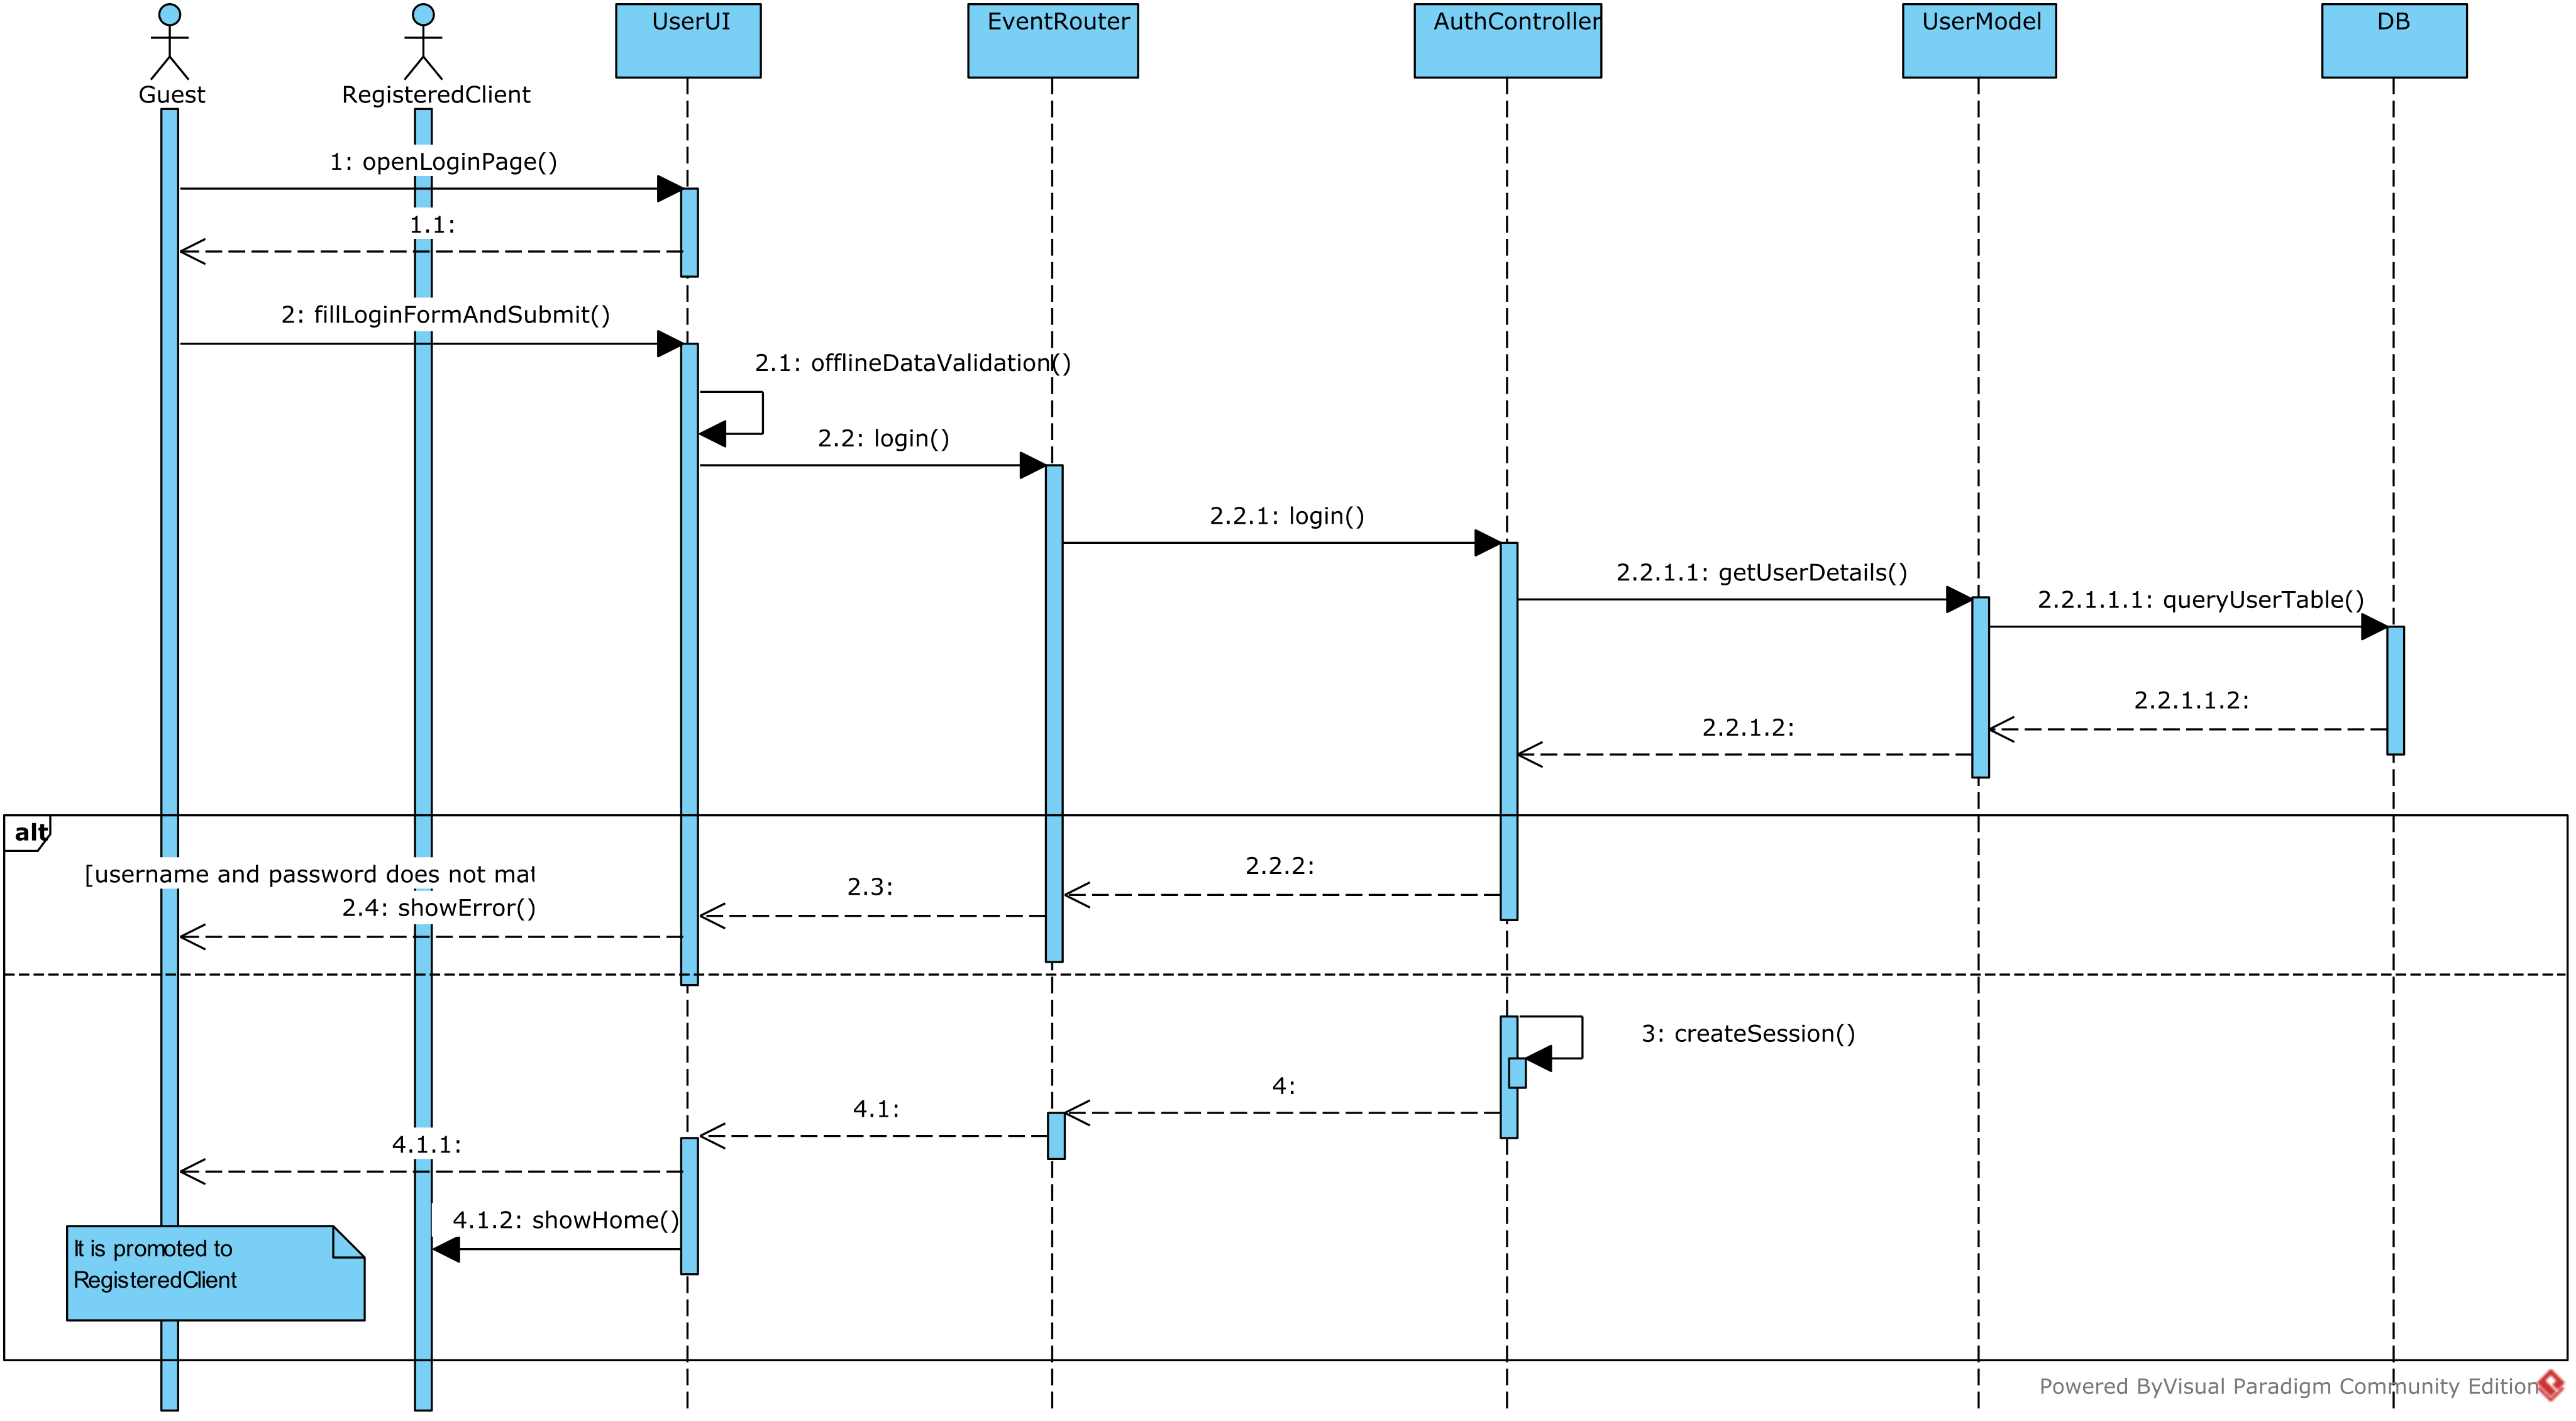 Guest
RegisteredClient
UserUI
EventRouter
AuthController
UserModel
DB
1: openLoginPage()
1.1:
2: fillLoginFormAndSubmit()
2.1: offlineDataValidation()
2.2: login()
2.2.1: login()
2.2.1.1: getUserDetails()
2.2.1.1.1: queryUserTable()
2.2.1.1.2:
2.2.1.2:
alt
[username and password does not mat
2.2.2:
2.3:
2.4: showError()
3: createSession()
4:
4.1:
4.1.1:
4.1.2: showHome()
It is promoted to
RegisteredClient
Powered ByVisual Paradigm Community Edition